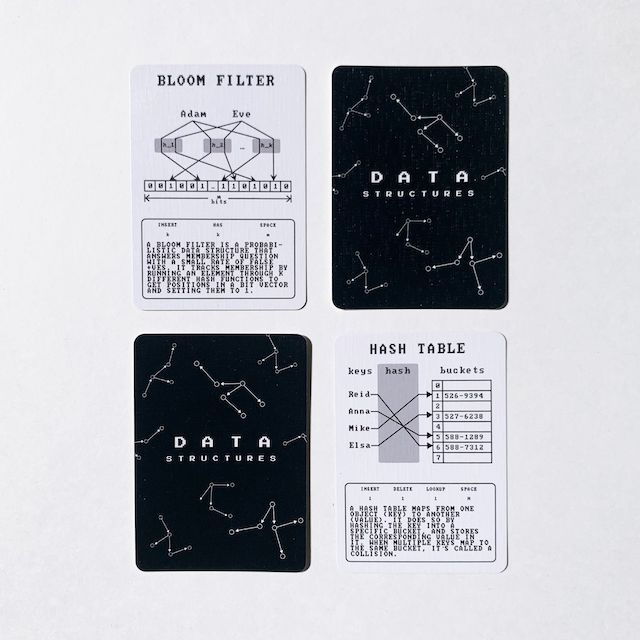 BLOOM FILTER
Adam Eve
h_1 h_2 … h_k
0 0 1 0 0 1 … 1 1 0 1 0 1 0
m
bits
INSERT HAS SPACE
k k m
A BLOOM FILTER IS A PROBABI-
LISTIC DATA STRUCTURE THAT
ANSWERS MEMBERSHIP QUESTION
WITH A SMALL RATE OF FALSE
+VES. IT TRACKS MEMBERSHIP BY
RUNNING AN ELEMENT THROUGH K
DIFFERENT HASH FUNCTIONS TO
GET POSITIONS IN A BIT VECTOR
AND SETTING THEM TO 1.
DATA
STRUCTURES
DATA
STRUCTURES
HASH TABLE
keys hash buckets
Reid
Anna
Mike
Elsa
0
1 526-9394
2
3 527-6238
4
5 588-1289
6 588-7312
7
INSERT DELETE LOOKUP SPACE
1 1 1
A HASH TABLE MAPS FROM ONE
OBJECT (KEY) TO ANOTHER
(VALUE). IT DOES SO BY
HASHING THE KEY INTO A
SPECIFIC BUCKET, AND STORES
THE CORRESPONDING VALUE IN
IT. WHEN MULTIPLE KEYS MAP TO
THE SAME BUCKET, IT'S CALLED A
COLLISION.